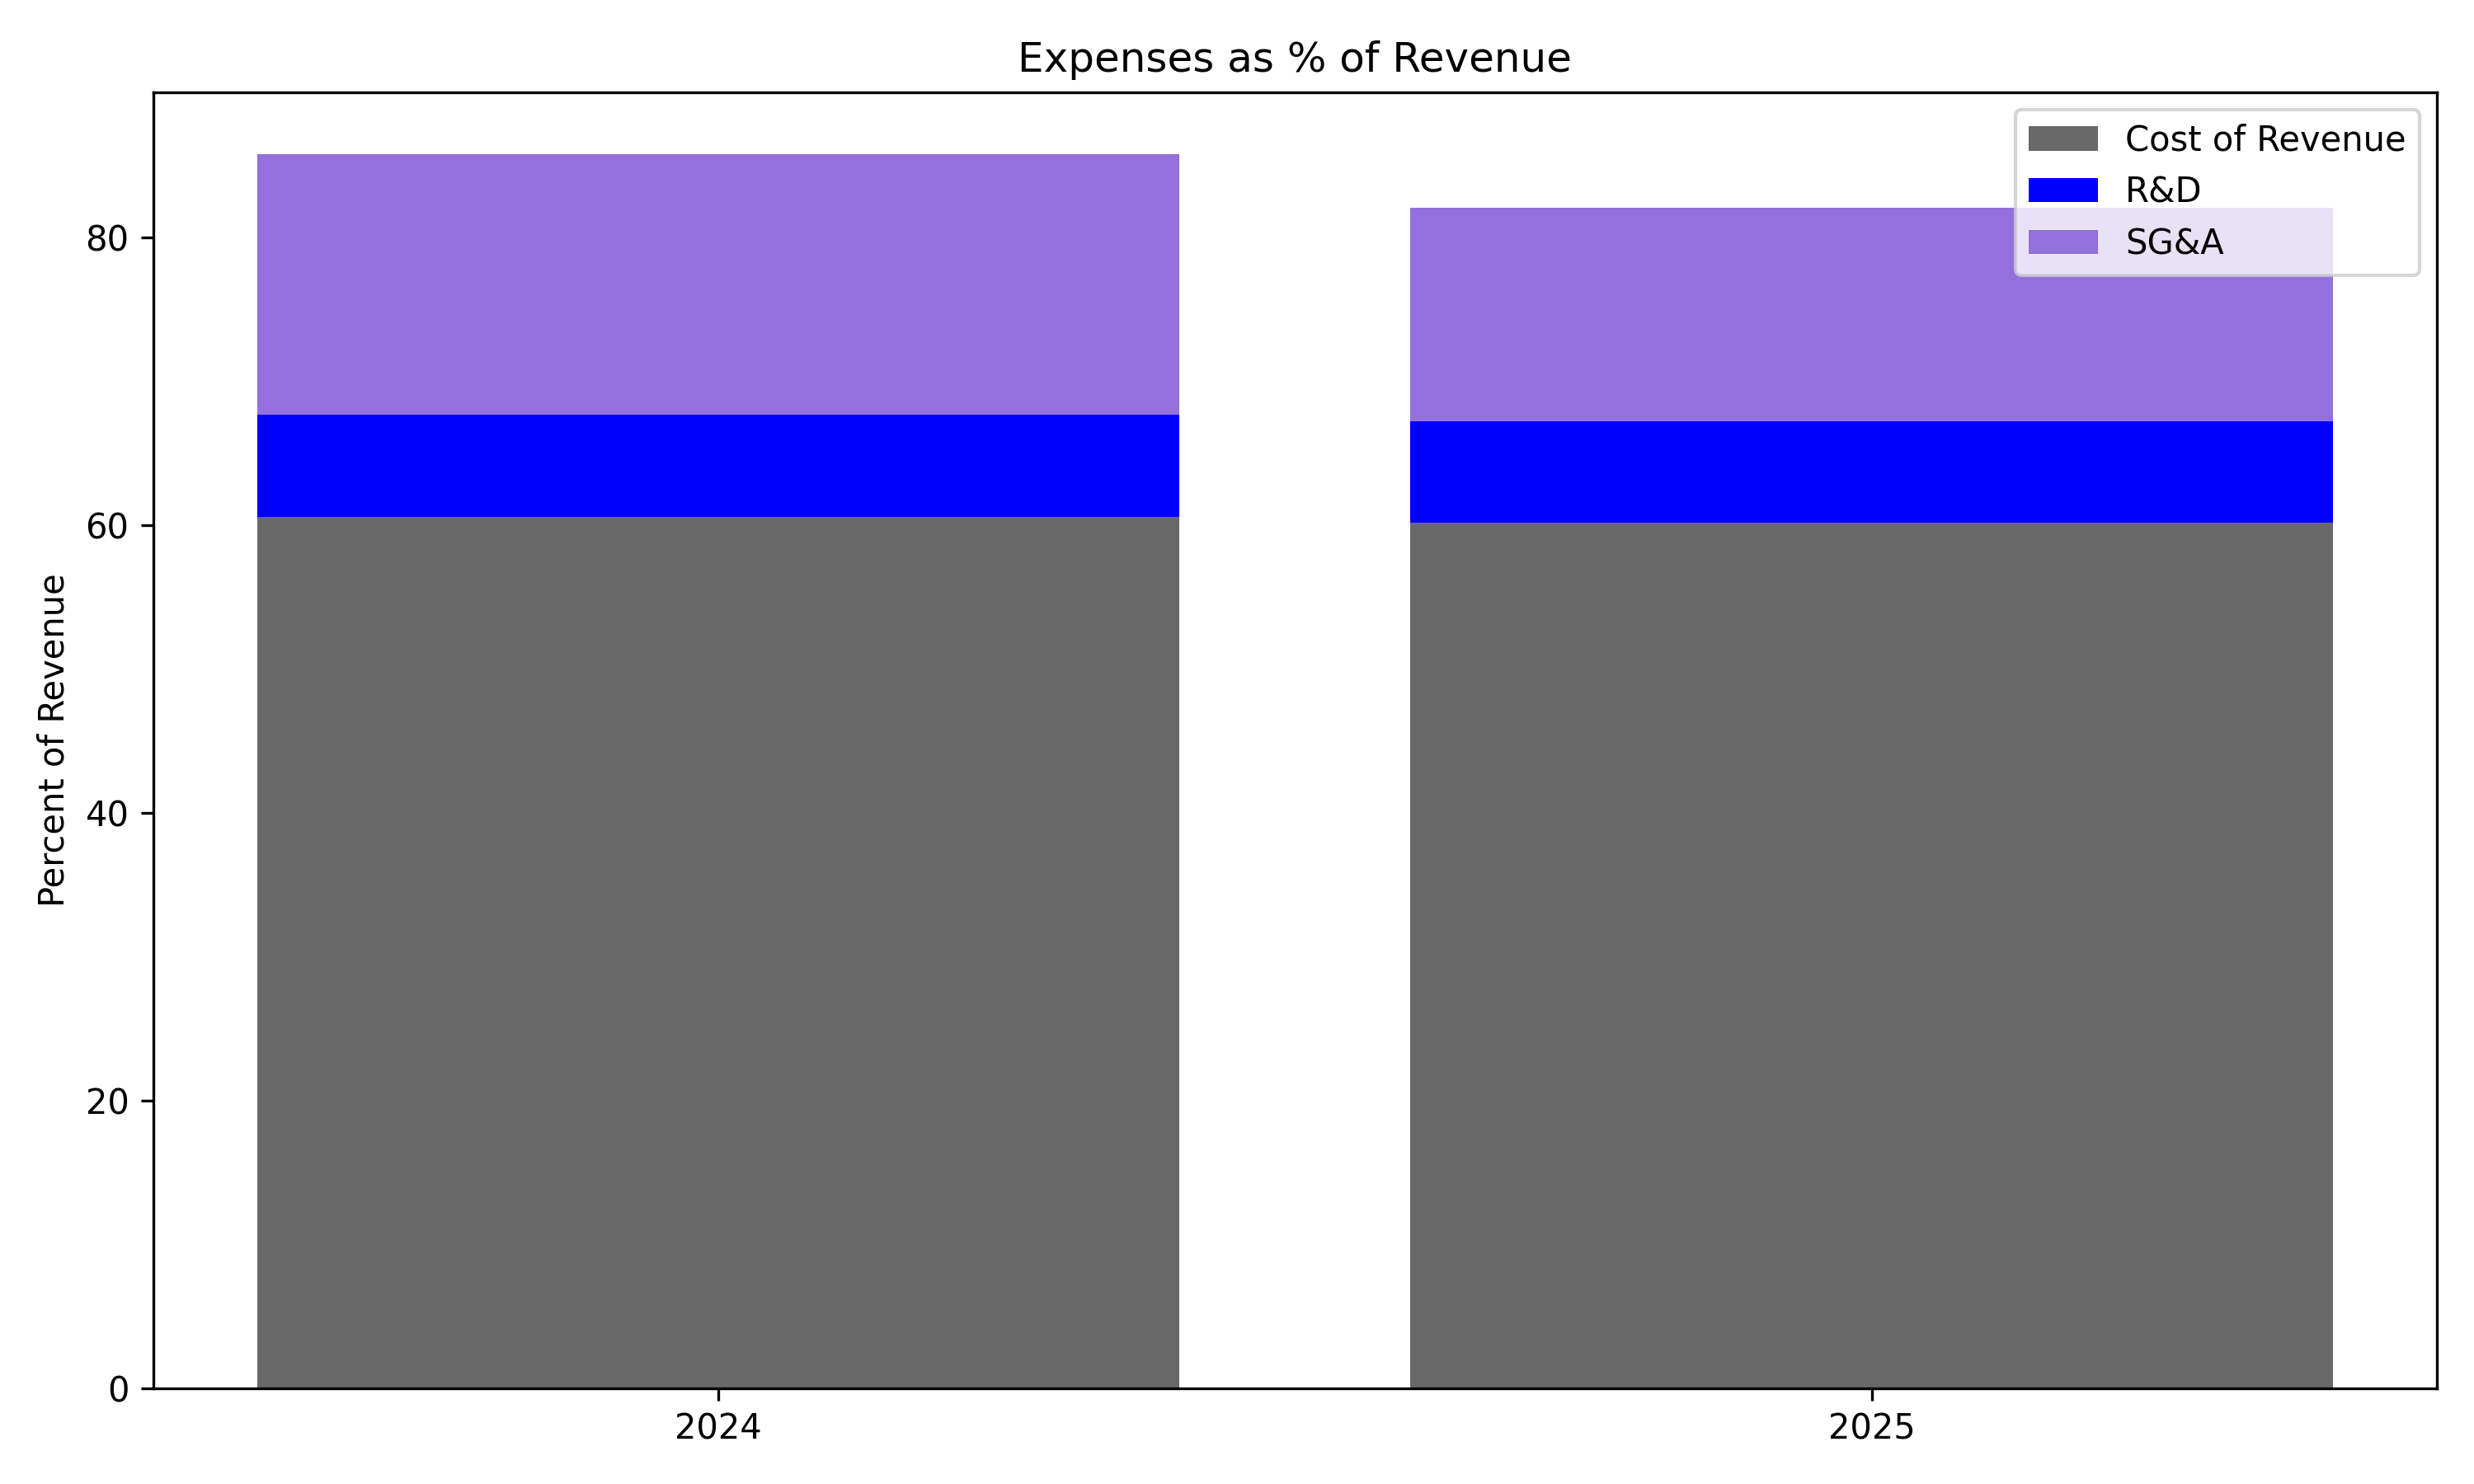 Expenses as % of Revenue
Cost of Revenue
R&D
SG&A
Percent of Revenue
80
60
40
20
0
2024
2025